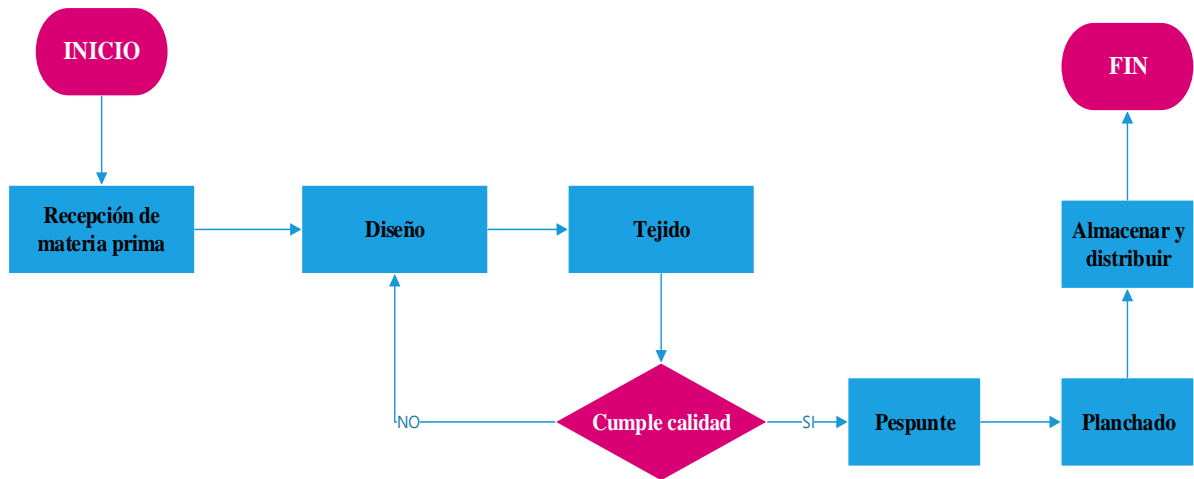 INICIO
FIN
Recepción de
materia prima
Diseño
Tejido
Almacenar y
distribuir
NO
Cumple calidad
SI
Pespunte
Planchado